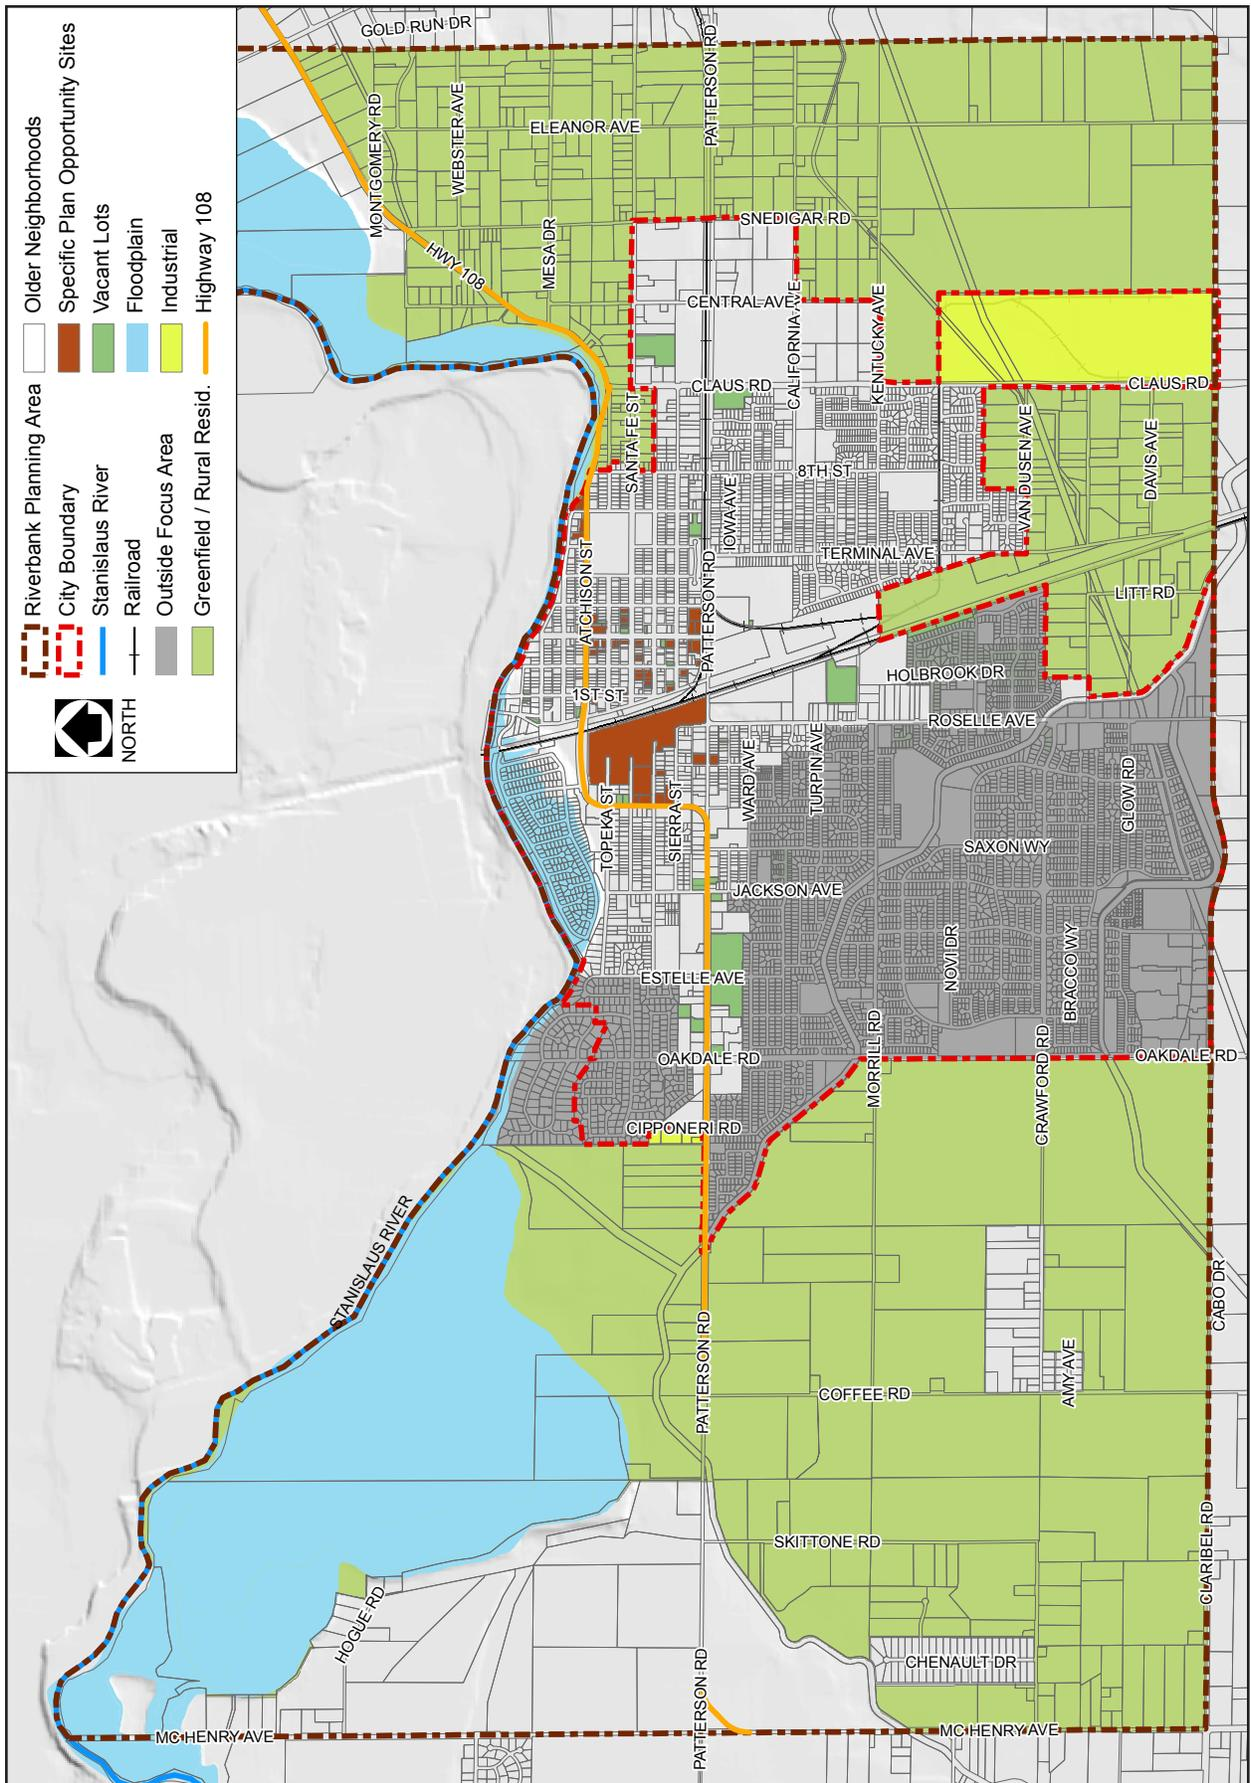 Riverbank Planning Area
City Boundary
Stanislaus River
Railroad
Outside Focus Area
Greenfield / Rural Resid.
Older Neighborhoods
Specific Plan Opportunity Sites
Vacant Lots
Floodplain
Industrial
Highway 108
NORTH
GOLD RUN DR
MONTGOMERY RD
WEBSTER AVE
ELEANOR AVE
PATTERSON RD
HWY 108
MESA DR
SNEDIGAR RD
CENTRAL AVE
CALIFORNIA AVE
KENTUCKY AVE
CLAUS RD
CLAUS RD
SANTA FE ST
8TH ST
VAN DUSEN AVE
DAVIS AVE
IOWA AVE
TERMINAL AVE
ATCHISON ST
PATTERSON RD
LITT RD
HOLBROOK DR
1ST ST
ROSELLE AVE
WARD AVE
TURPIN AVE
GLOW RD
TOPEKA ST
SIERRA ST
SAXON WY
JACKSON AVE
NOVI DR
BRACCO WY
ESTELLE AVE
OAKDALE RD
OAKDALE RD
MORRILL RD
CRAWFORD RD
CIPPONERI RD
STANISLAUS RIVER
CABO DR
PATTERSON RD
AMY AVE
COFFEE RD
SKITTONE RD
CLARIBEL RD
HOGUE RD
CHENAULT DR
PATTERSON RD
MC HENRY AVE
MC HENRY AVE